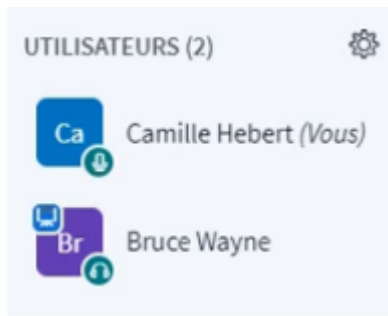 UTILISATEURS (2)
Ca
Camille Hebert (Vous)
Br
Bruce Wayne